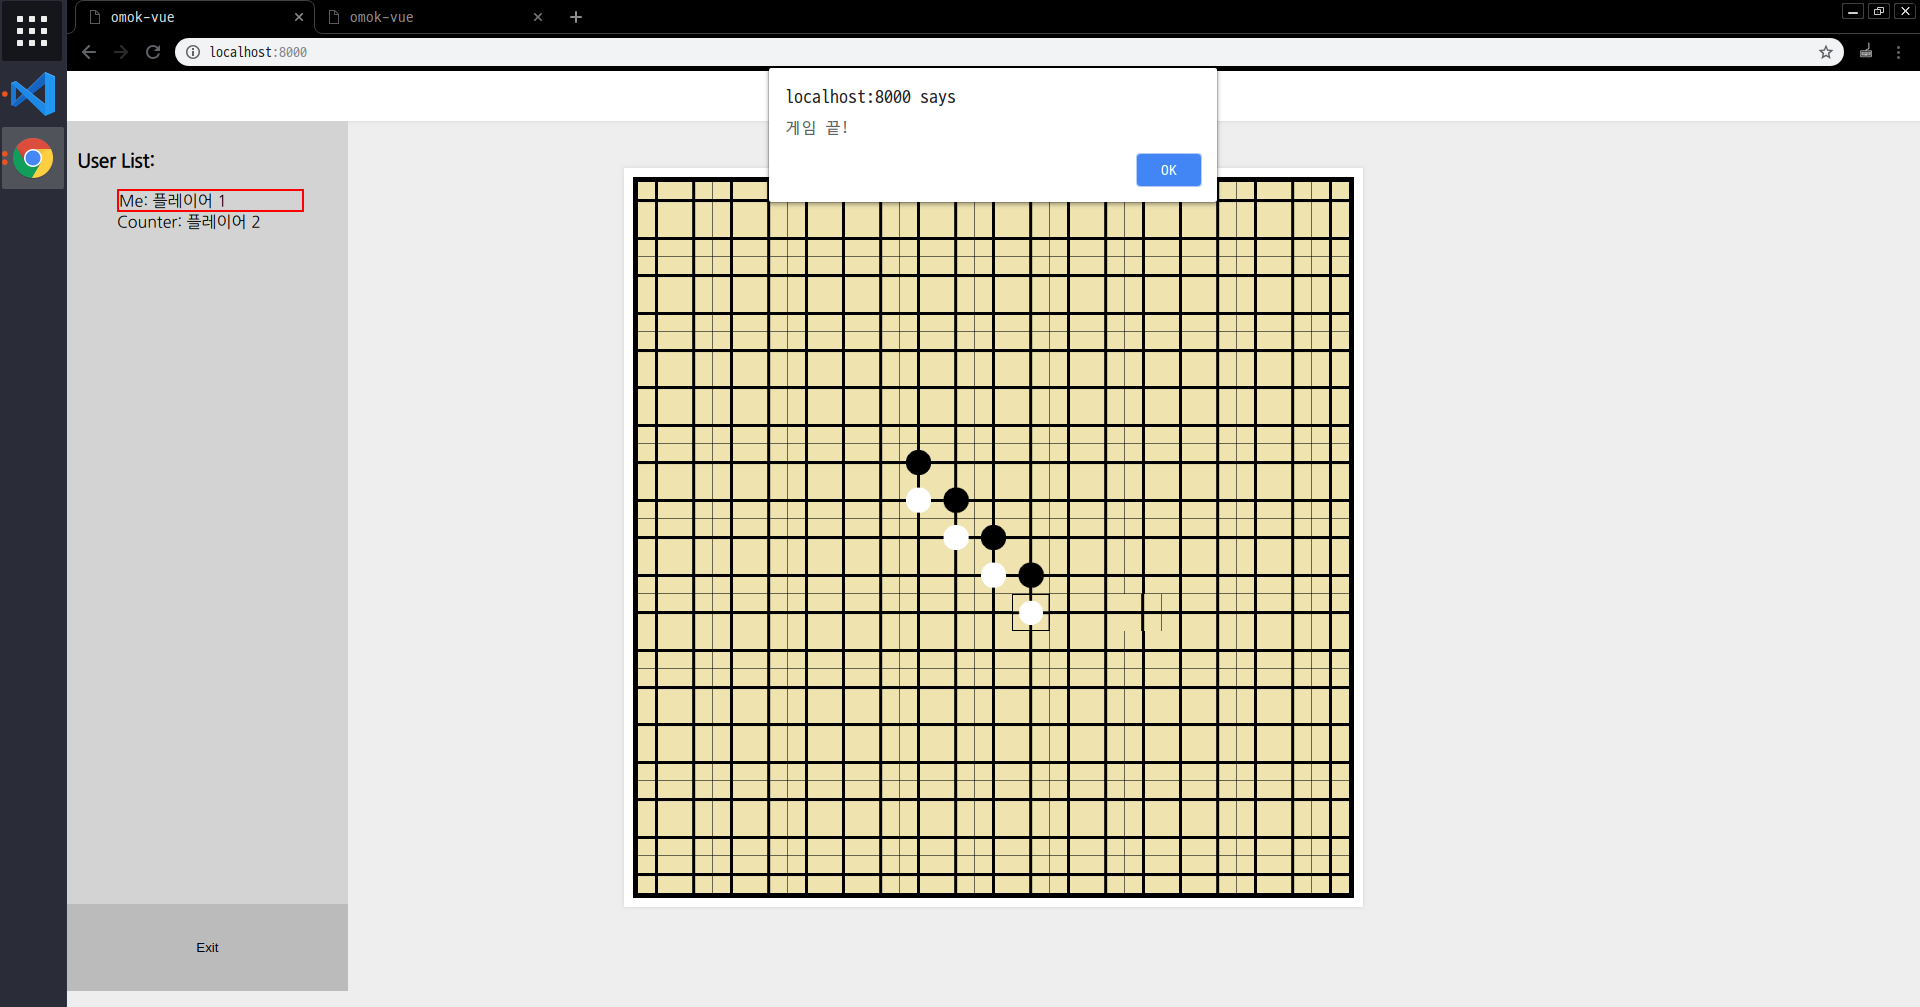 omok-vue
omok-vue
localhost:8000
localhost:8000 says
게임 끝!
OK
User List:
Me: 플레이어 1
Counter: 플레이어 2
Exit